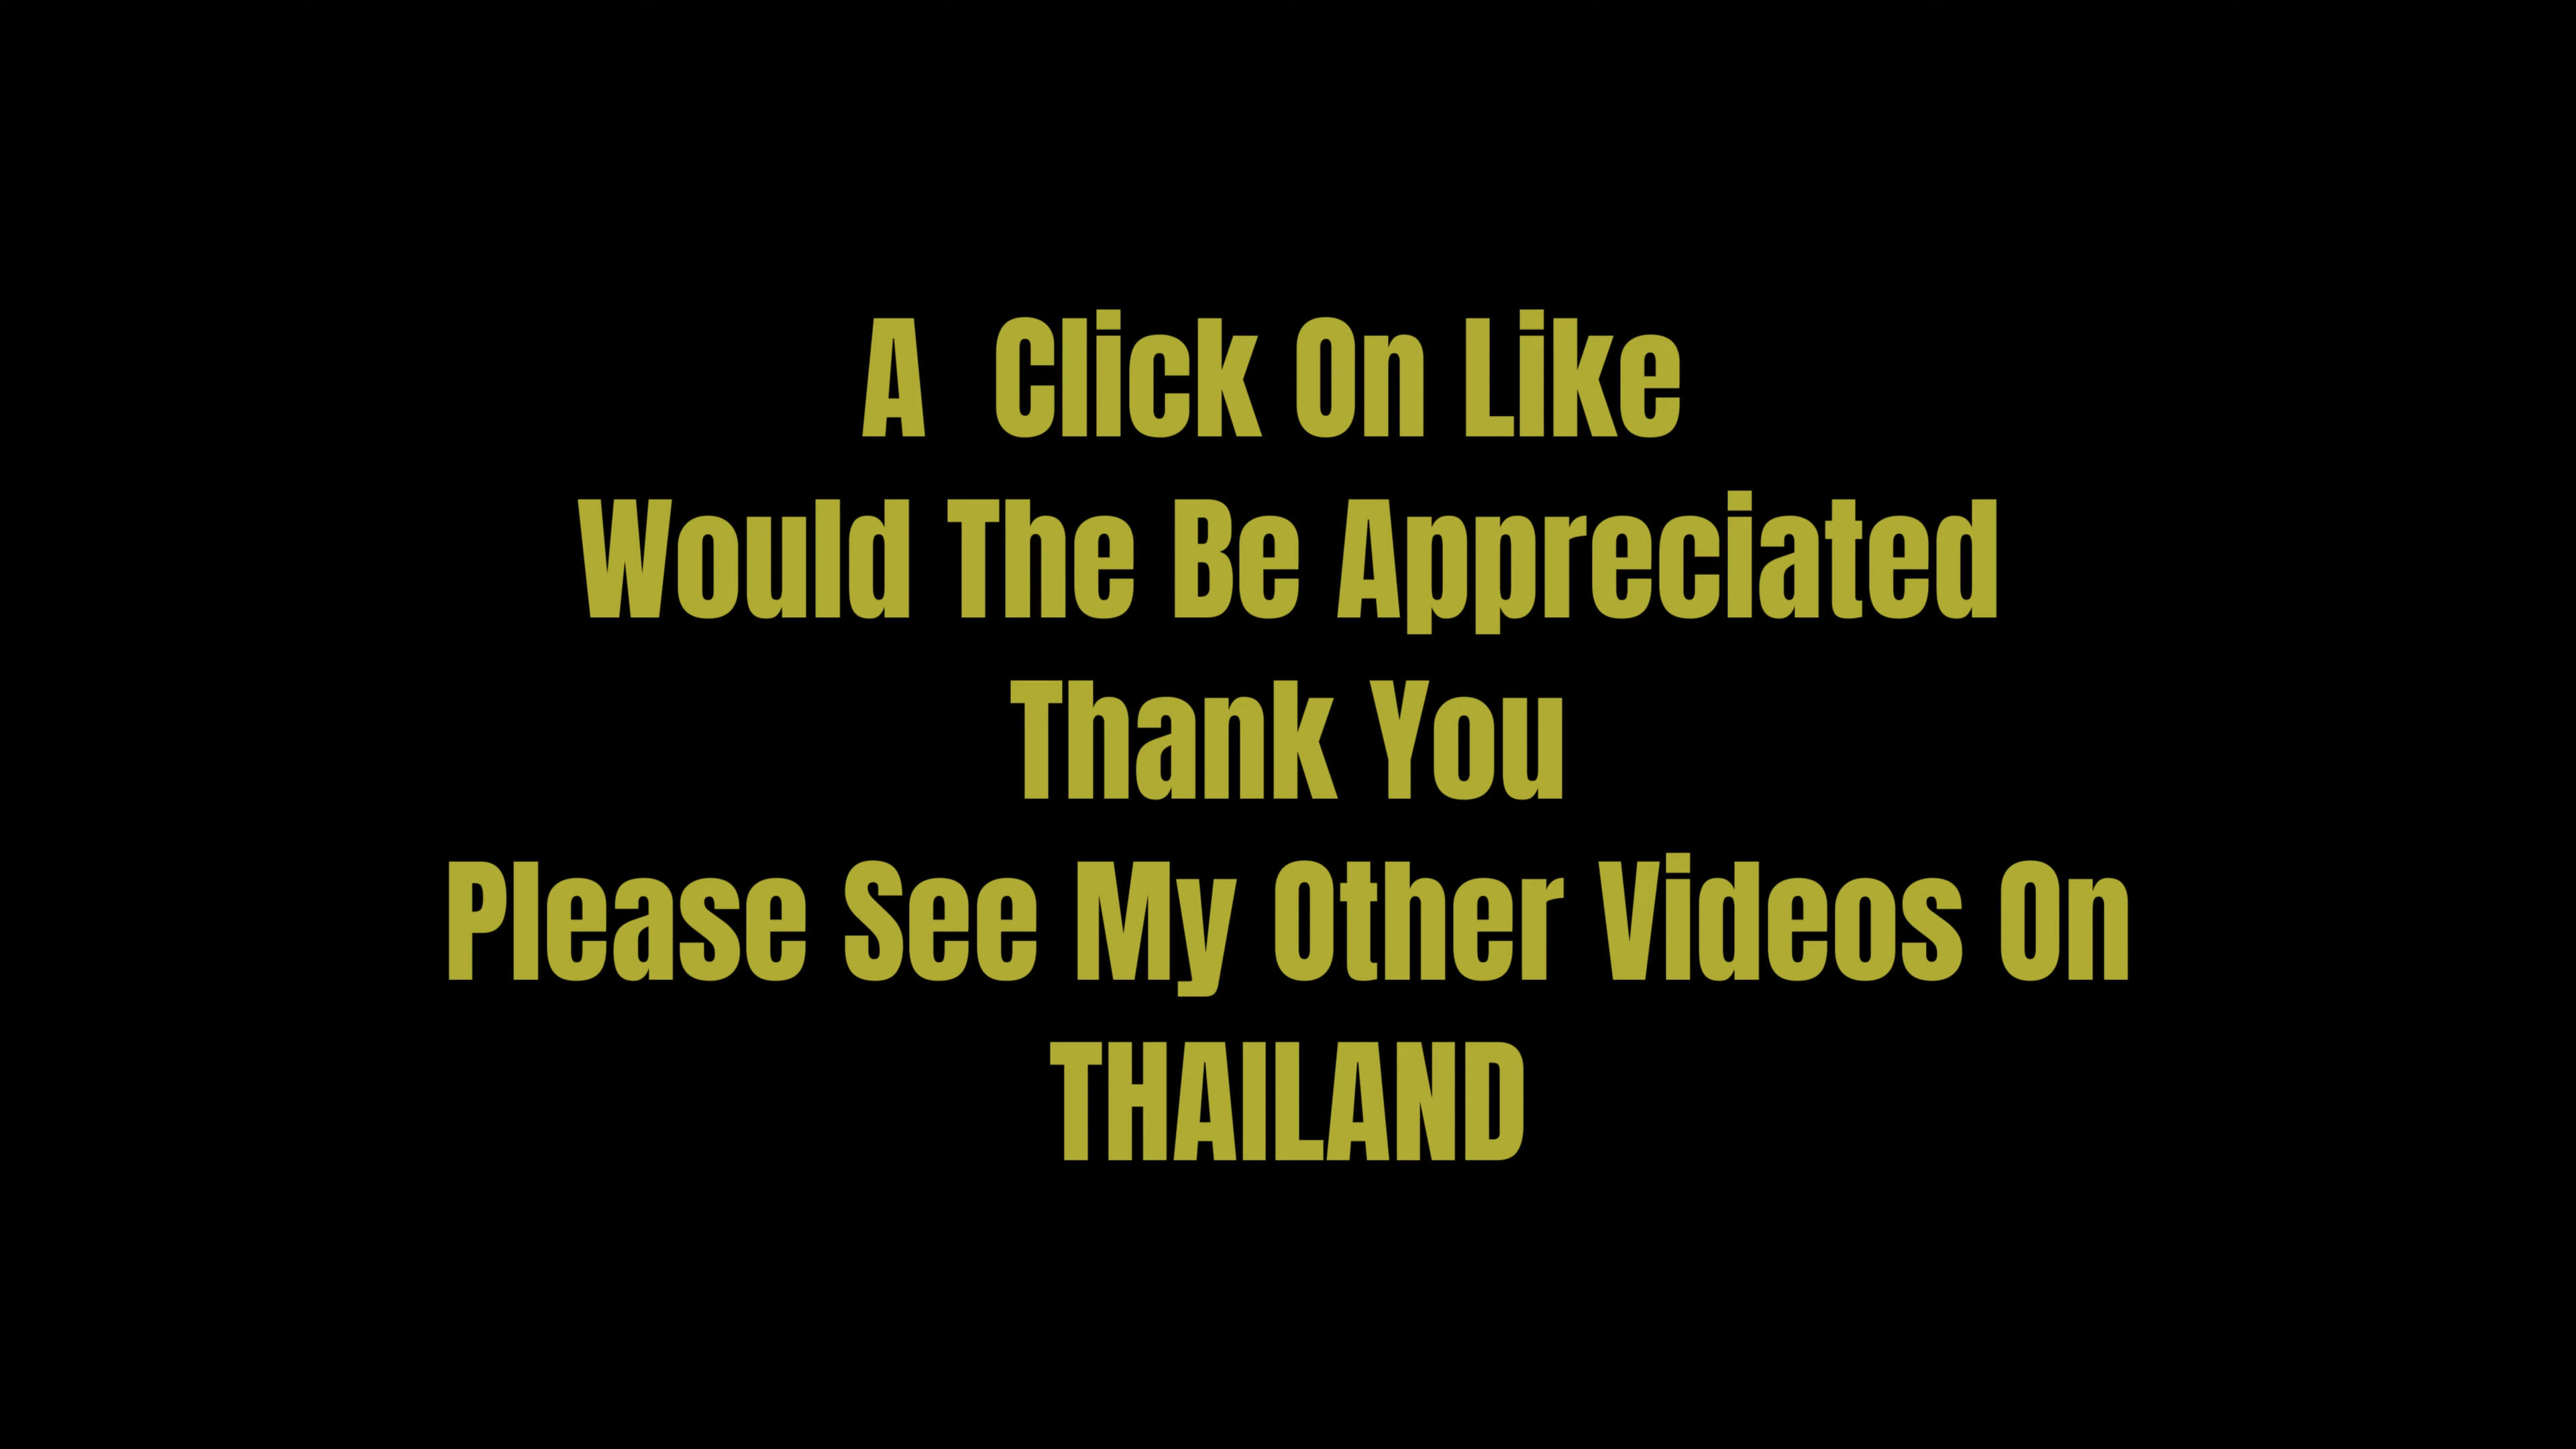 A  Click On Like
Would The Be Appreciated
Thank You
Please See My Other Videos On
THAILAND